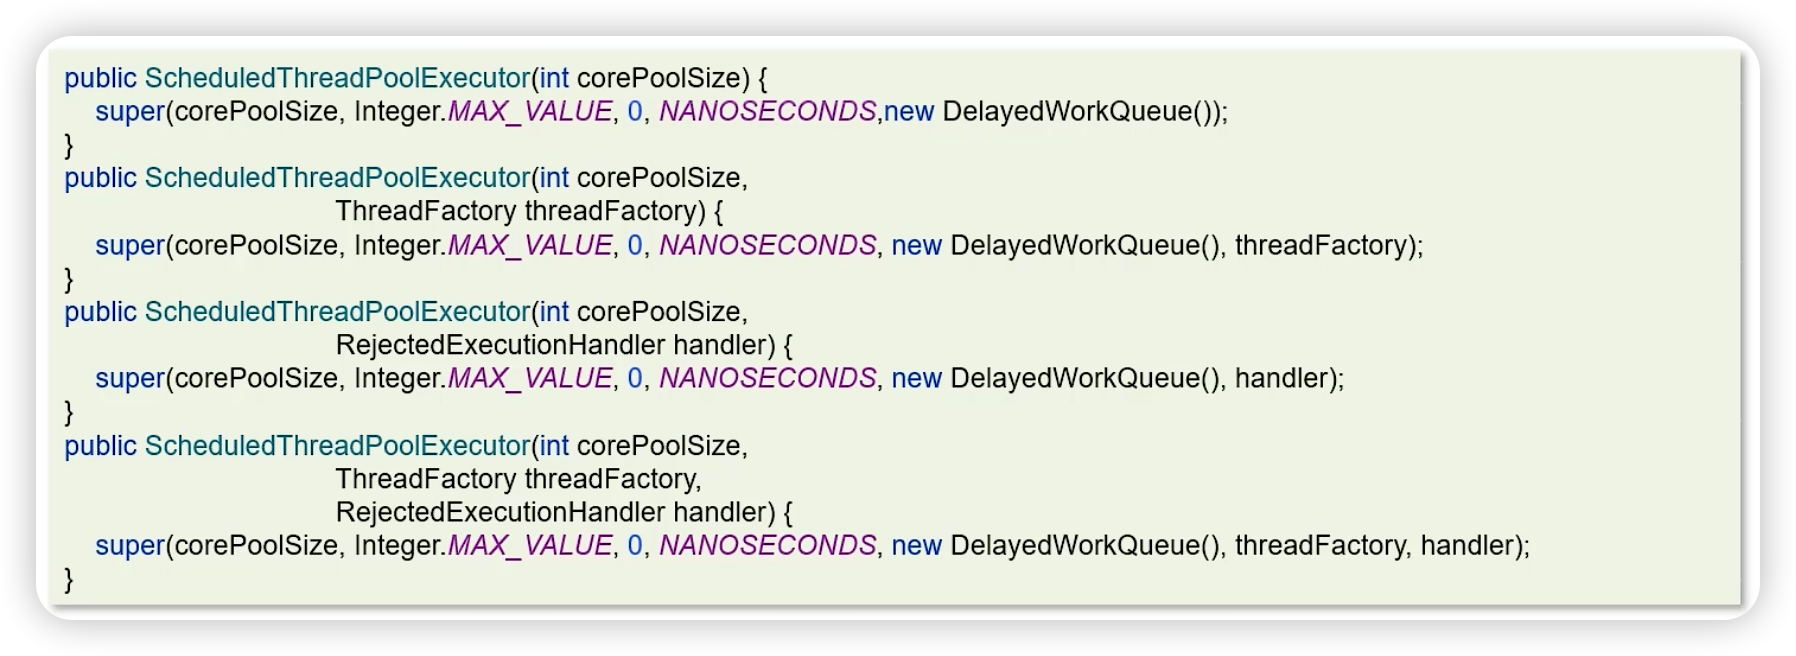 public ScheduledThreadPoolExecutor(int corePoolSize) {
super(corePoolSize, Integer.MAX_VALUE, 0, NANOSECONDS,new DelayedWorkQueue());
}
public ScheduledThreadPoolExecutor(int corePoolSize,
ThreadFactory threadFactory) {
super(corePoolSize, Integer.MAX_VALUE, 0, NANOSECONDS, new DelayedWorkQueue(), threadFactory);
}
public ScheduledThreadPoolExecutor(int corePoolSize,
RejectedExecutionHandler handler) {
super(corePoolSize, Integer.MAX_VALUE, 0, NANOSECONDS, new DelayedWorkQueue(), handler);
}
public ScheduledThreadPoolExecutor(int corePoolSize,
ThreadFactory threadFactory,
RejectedExecutionHandler handler) {
super(corePoolSize, Integer.MAX_VALUE, 0, NANOSECONDS, new DelayedWorkQueue(), threadFactory, handler);
}